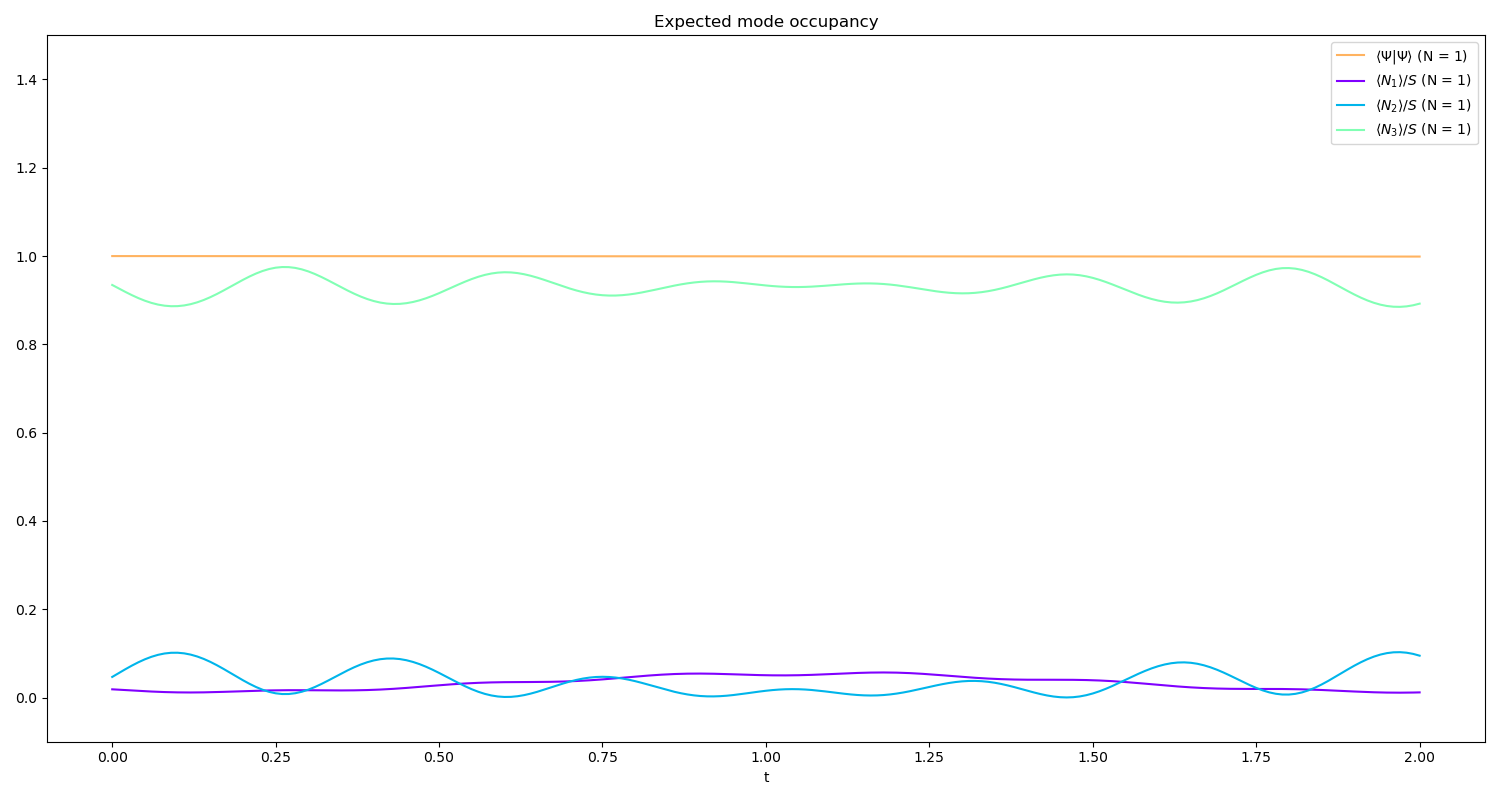 Expected mode occupancy
⟨Ψ|Ψ⟩ (N = 1)
⟨N₁⟩/S (N = 1)
⟨N₂⟩/S (N = 1)
⟨N₃⟩/S (N = 1)
1.4
1.2
1.0
0.8
0.6
0.4
0.2
0.0
0.00 0.25 0.50 0.75 1.00 1.25 1.50 1.75 2.00
t